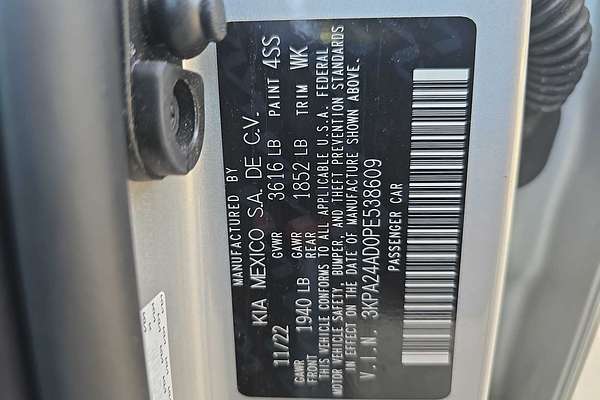 MANUFACTURED BY
KIA MEXICO S.A. DE C.V.
11/22 GVWR 3616 LB PAINT 4SS
GAWR FRONT 1940 LB GAWR REAR 1852 LB TRIM WK
THIS VEHICLE CONFORMS TO ALL APPLICABLE U.S.A. FEDERAL
MOTOR VEHICLE SAFETY, BUMPER, AND THEFT PREVENTION STANDARDS
IN EFFECT ON THE DATE OF MANUFACTURE SHOWN ABOVE.
V.I.N. 3KPA24AD0PE538609
PASSENGER CAR